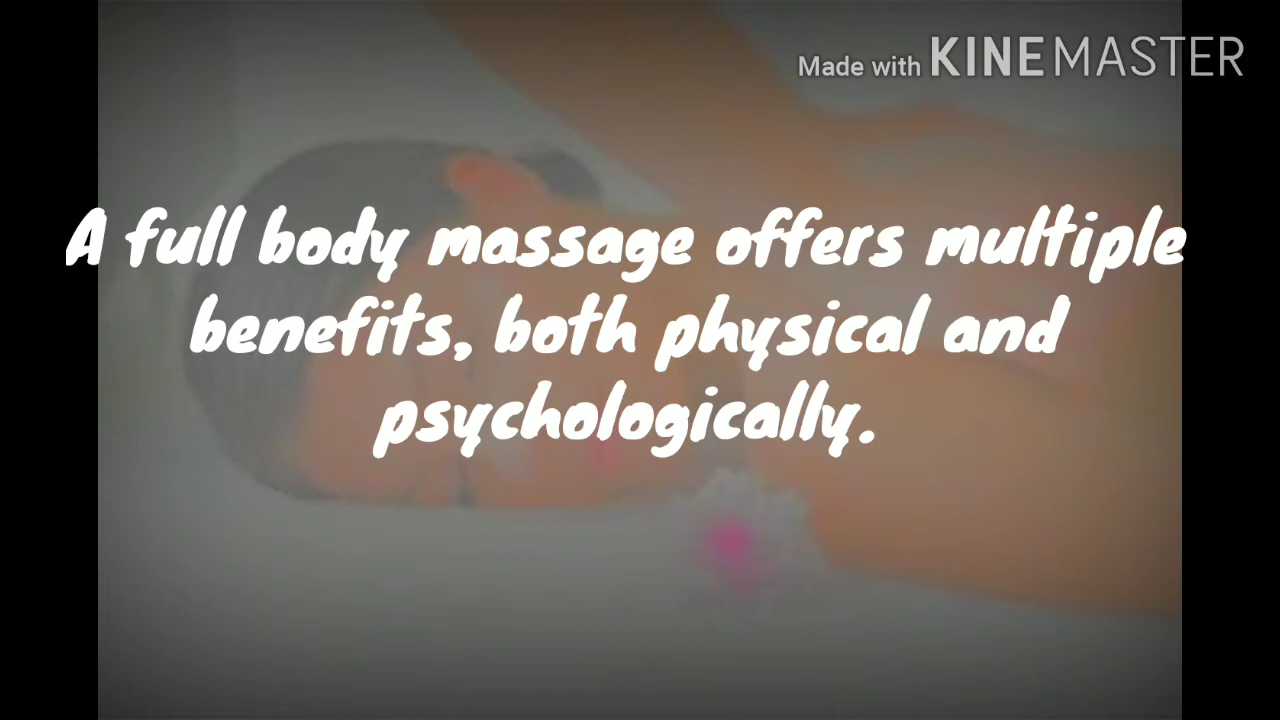 Made with KINEMASTER
A full body massage offers multiple
benefits, both physical and
psychologically.